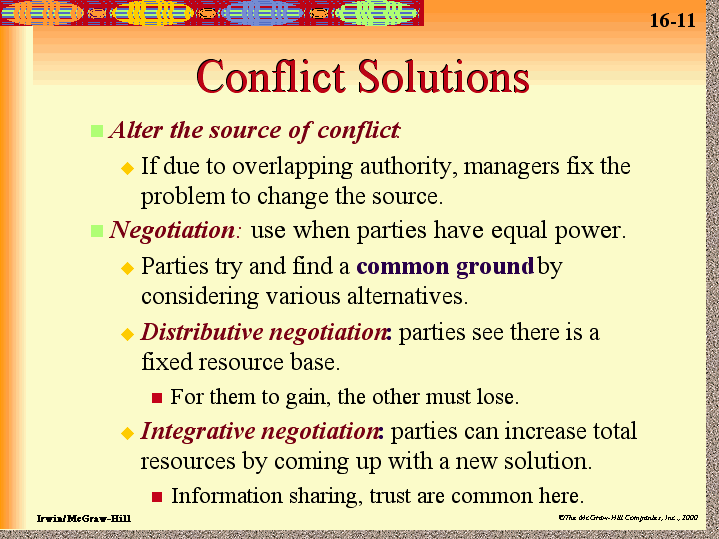 16-11
Conflict Solutions
Alter the source of conflict:
If due to overlapping authority, managers fix the
problem to change the source.
Negotiation: use when parties have equal power.
Parties try and find a common ground by
considering various alternatives.
Distributive negotiation: parties see there is a
fixed resource base.
For them to gain, the other must lose.
Integrative negotiation: parties can increase total
resources by coming up with a new solution.
Information sharing, trust are common here.
Irwin/McGraw-Hill
©The McGraw-Hill Companies, Inc., 2000